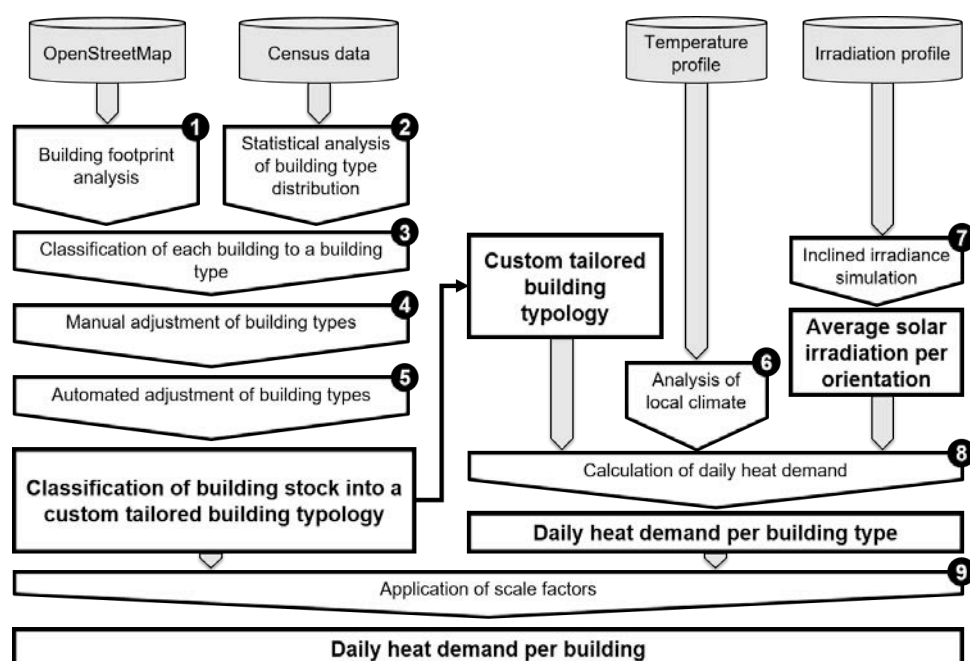 OpenStreetMap
Census data
Temperature
profile
Irradiation profile
1
Building footprint
analysis
2
Statistical analysis
of building type
distribution
3
Classification of each building to a building
type
4
Manual adjustment of building types
5
Automated adjustment of building types
Classification of building stock into a
custom tailored building typology
Custom tailored
building
typology
6
Analysis of
local climate
7
Inclined irradiance
simulation
Average solar
irradiation per
orientation
8
Calculation of daily heat demand
Daily heat demand per building type
9
Application of scale factors
Daily heat demand per building